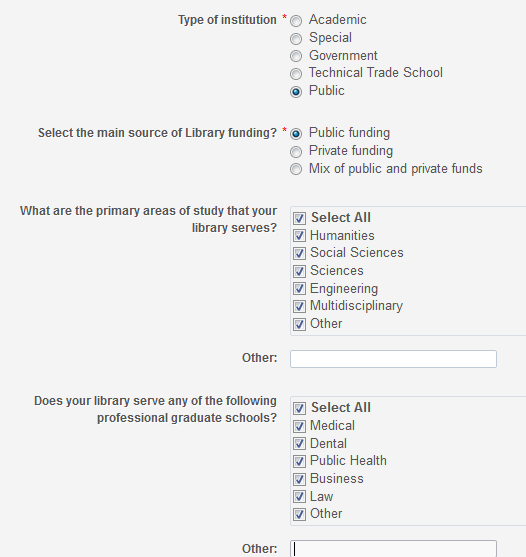 Type of institution * Academic
Special
Government
Technical Trade School
Public
Select the main source of Library funding? * Public funding
Private funding
Mix of public and private funds
What are the primary areas of study that your
library serves?
Select All
Humanities
Social Sciences
Sciences
Engineering
Multidisciplinary
Other
Other:
Does your library serve any of the following
professional graduate schools?
Select All
Medical
Dental
Public Health
Business
Law
Other
Other: